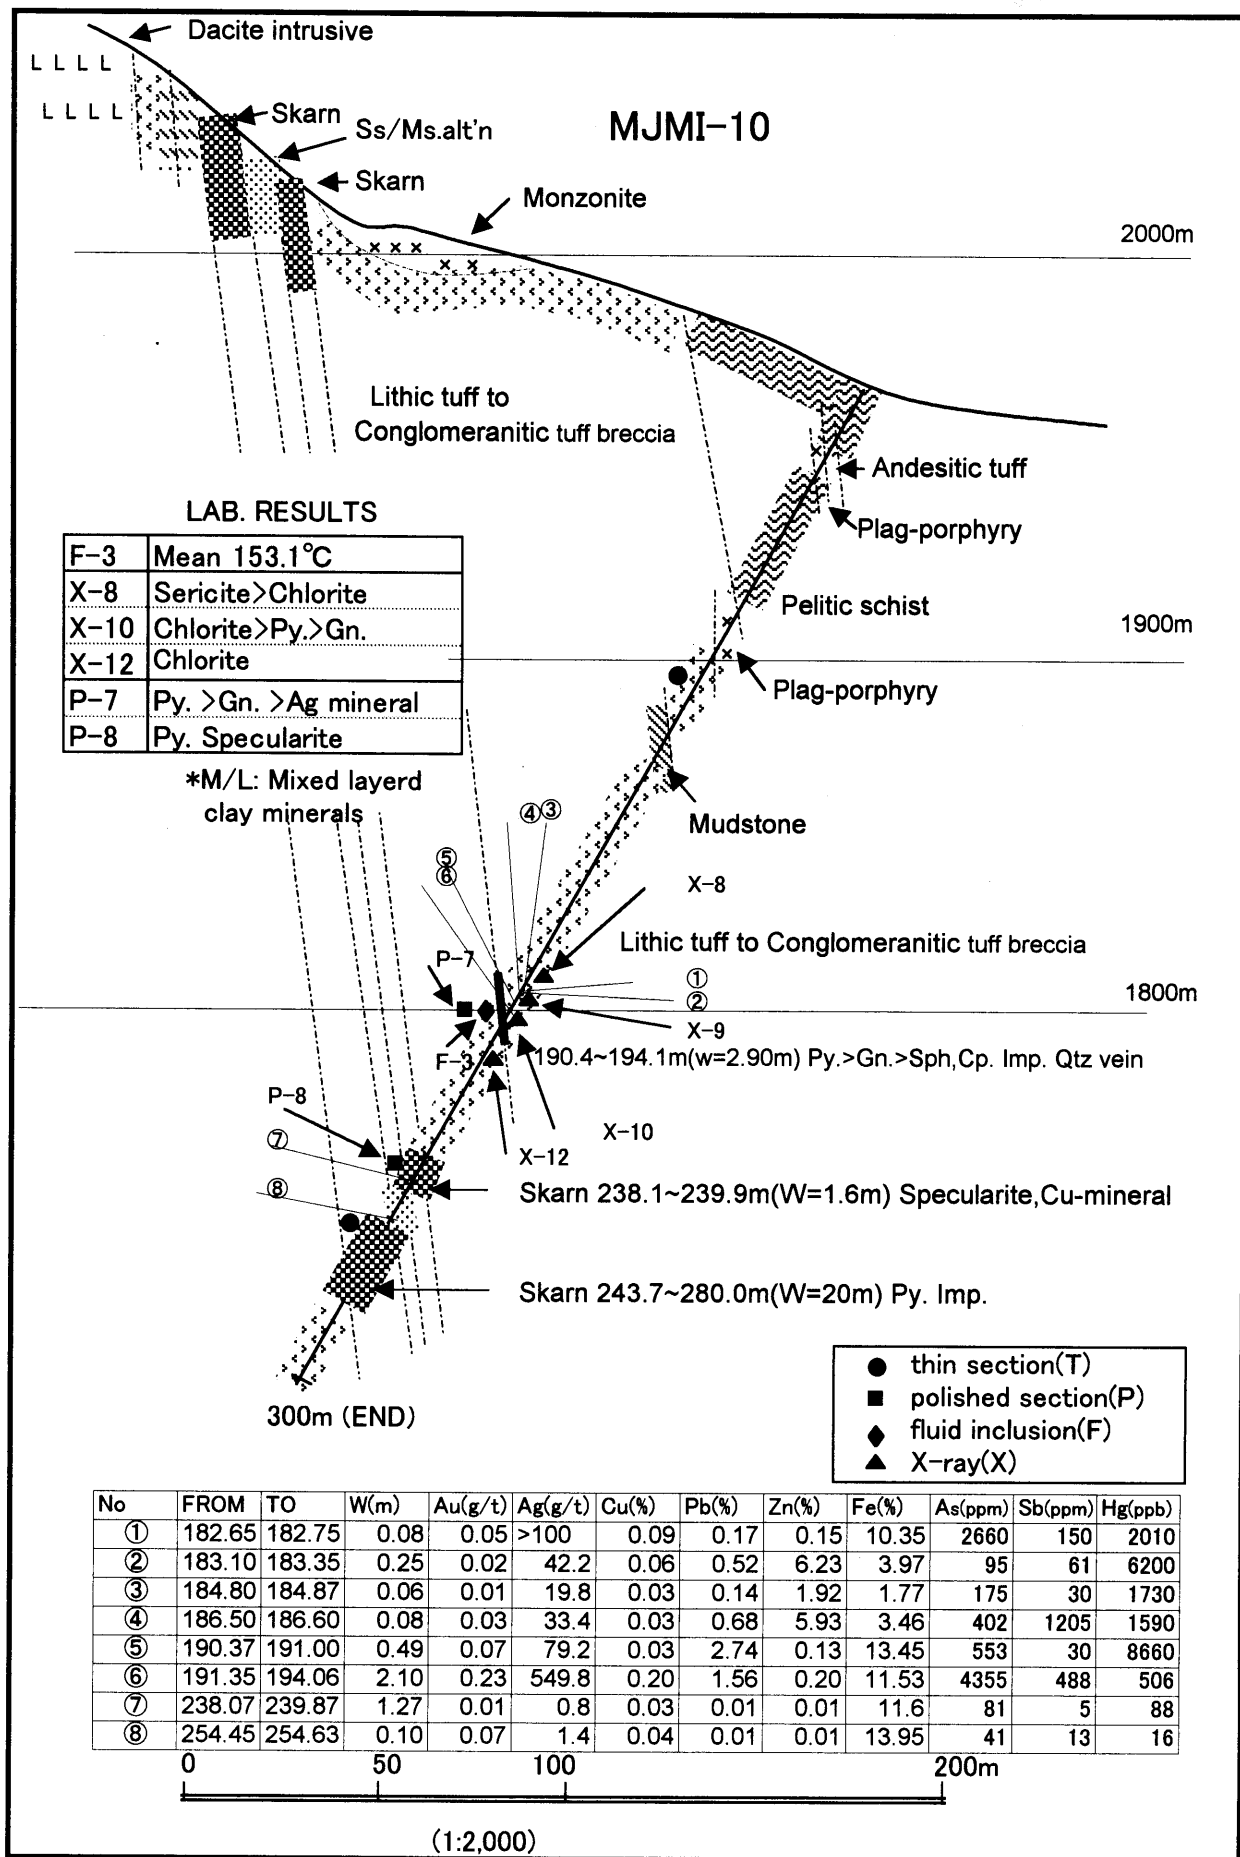 Dacite intrusive
L L L L
L L L L
Skarn
Ss/Ms.alt'n
MJMI-10
Skarn
Monzonite
2000m
Lithic tuff to
Conglomeranitic tuff breccia
Andesitic tuff
Plag-porphyry
LAB. RESULTS
F-3 Mean 153.1°C
X-8 Sericite>Chlorite
X-10 Chlorite>Py.>Gn.
X-12 Chlorite
P-7 Py. >Gn. >Ag mineral
P-8 Py. Specularite
*M/L: Mixed layerd
clay minerals
Pelitic schist
1900m
Plag-porphyry
Mudstone
④③
⑤
⑥
X-8
Lithic tuff to Conglomeranitic tuff breccia
P-7
①
②
1800m
X-9
F-3
190.4~194.1m(w=2.90m) Py.>Gn.>Sph,Cp. Imp. Qtz vein
P-8
X-10
⑦
X-12
⑧
Skarn 238.1~239.9m(W=1.6m) Specularite,Cu-mineral
Skarn 243.7~280.0m(W=20m) Py. Imp.
300m (END)
thin section(T)
polished section(P)
fluid inclusion(F)
X-ray(X)
No FROM TO W(m) Au(g/t) Ag(g/t) Cu(%) Pb(%) Zn(%) Fe(%) As(ppm) Sb(ppm) Hg(ppb)
① 182.65 182.75 0.08 0.05 >100 0.09 0.17 0.15 10.35 2660 150 2010
② 183.10 183.35 0.25 0.02 42.2 0.06 0.52 6.23 3.97 95 61 6200
③ 184.80 184.87 0.06 0.01 19.8 0.03 0.14 1.92 1.77 175 30 1730
④ 186.50 186.60 0.08 0.03 33.4 0.03 0.68 5.93 3.46 402 1205 1590
⑤ 190.37 191.00 0.49 0.07 79.2 0.03 2.74 0.13 13.45 553 30 8660
⑥ 191.35 194.06 2.10 0.23 549.8 0.20 1.56 0.20 11.53 4355 488 506
⑦ 238.07 239.87 1.27 0.01 0.8 0.03 0.01 0.01 11.6 81 5 88
⑧ 254.45 254.63 0.10 0.07 1.4 0.04 0.01 0.01 13.95 41 13 16
0 50 100 200m
(1:2,000)